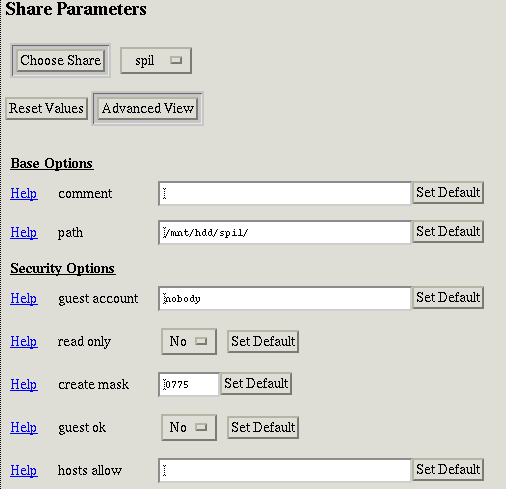 Share Parameters
Choose Share spil
Reset Values Advanced View
Base Options
Help comment Set Default
Help path /mnt/hdd/spil/ Set Default
Security Options
Help guest account nobody Set Default
Help read only No Set Default
Help create mask 0775 Set Default
Help guest ok No Set Default
Help hosts allow Set Default